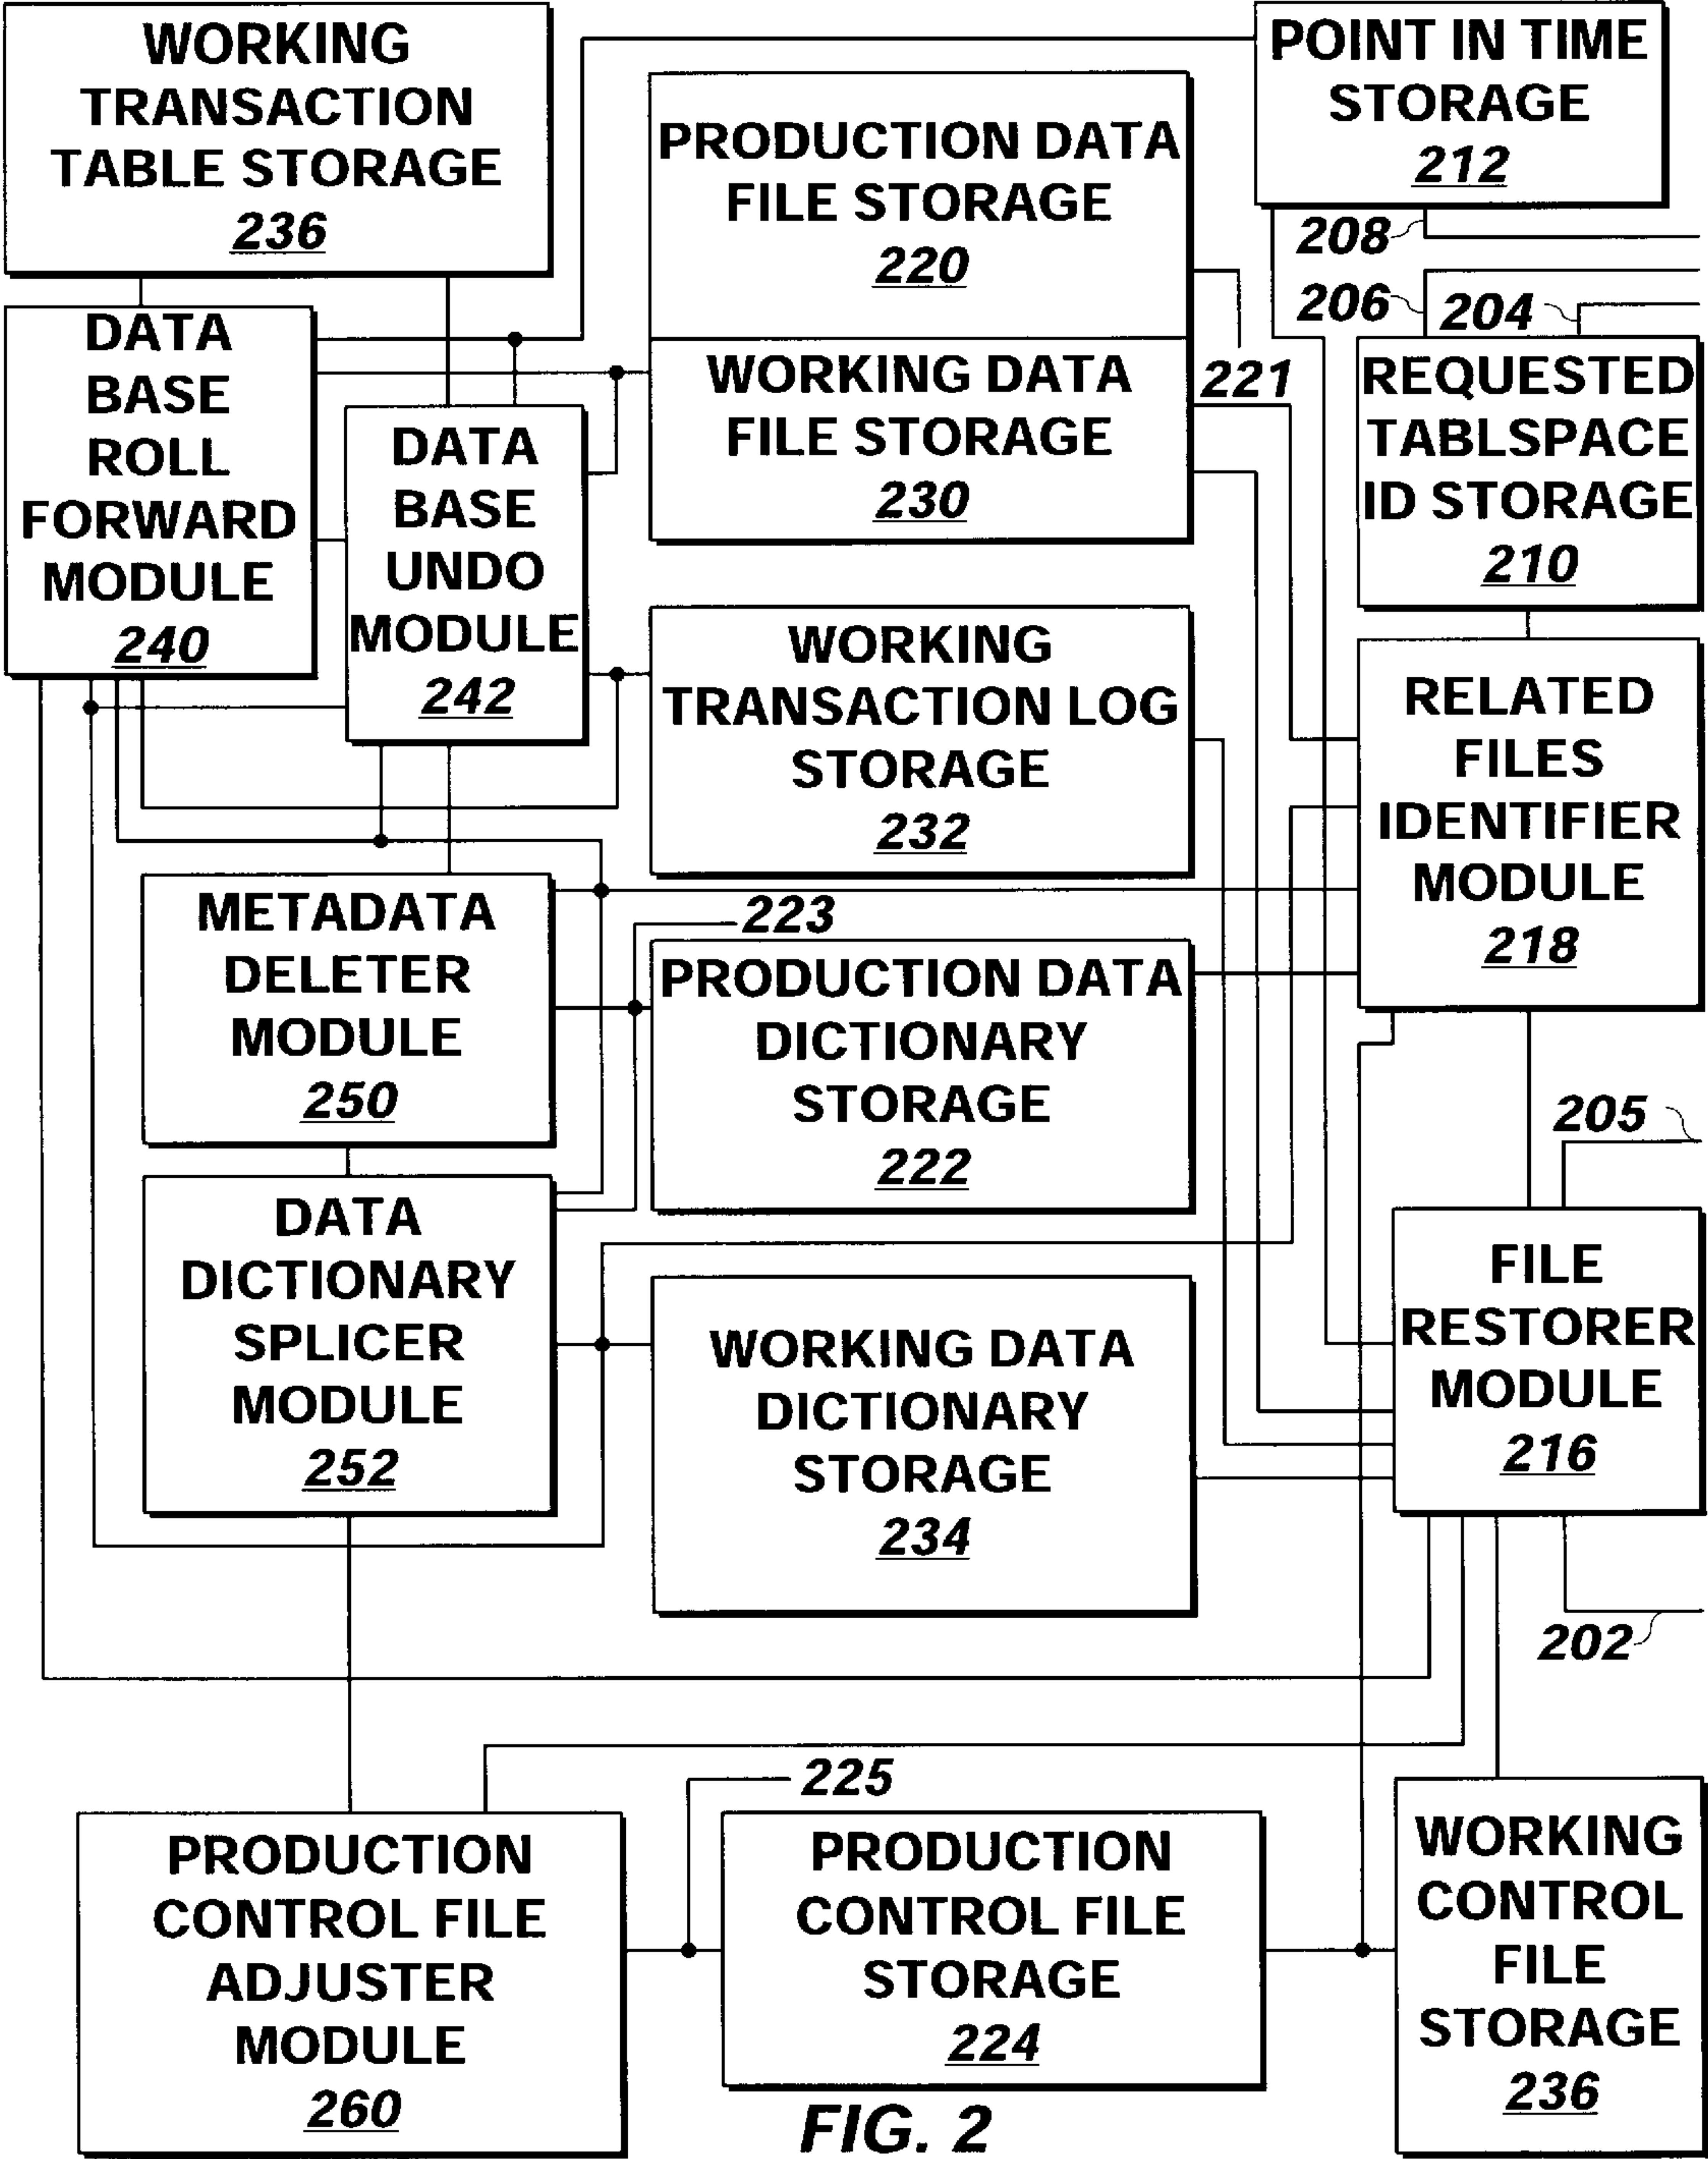 WORKING
TRANSACTION
TABLE STORAGE
236
POINT IN TIME
STORAGE
212
PRODUCTION DATA
FILE STORAGE
220
208
206
204
221
DATA
BASE
ROLL
FORWARD
MODULE
240
WORKING DATA
FILE STORAGE
230
REQUESTED
TABLSPACE
ID STORAGE
210
DATA
BASE
UNDO
MODULE
242
WORKING
TRANSACTION LOG
STORAGE
232
RELATED
FILES
IDENTIFIER
MODULE
218
METADATA
DELETER
MODULE
250
223
PRODUCTION DATA
DICTIONARY
STORAGE
222
205
DATA
DICTIONARY
SPLICER
MODULE
252
WORKING DATA
DICTIONARY
STORAGE
234
FILE
RESTORER
MODULE
216
202
225
PRODUCTION
CONTROL FILE
ADJUSTER
MODULE
260
PRODUCTION
CONTROL FILE
STORAGE
224
WORKING
CONTROL
FILE
STORAGE
236
FIG. 2